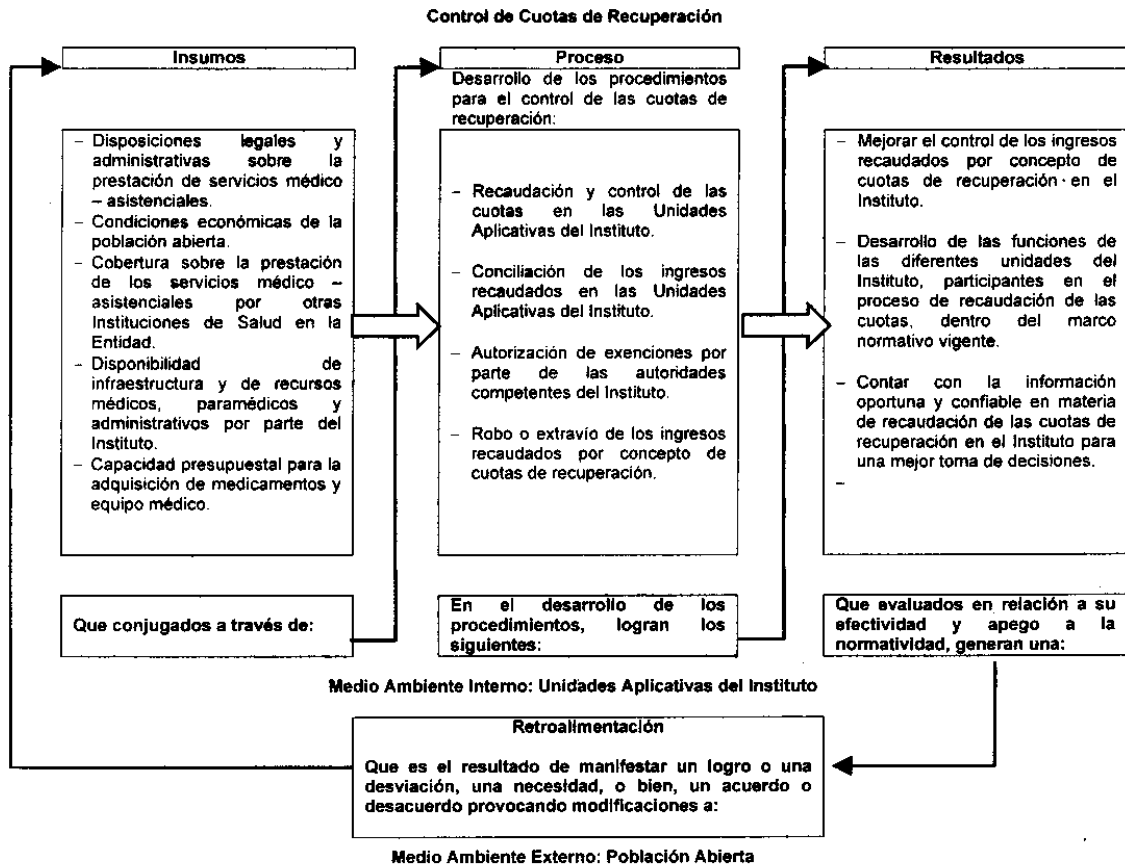 Control de Cuotas de Recuperación
Insumos
– Disposiciones legales y
administrativas sobre la
prestación de servicios médico
– asistenciales.
– Condiciones económicas de la
población abierta.
– Cobertura sobre la prestación
de los servicios médico –
asistenciales por otras
Instituciones de Salud en la
Entidad.
– Disponibilidad de
infraestructura y de recursos
médicos, paramédicos y
administrativos por parte del
Instituto.
– Capacidad presupuestal para la
adquisición de medicamentos y
equipo médico.
Que conjugados a través de:
Proceso
Desarrollo de los procedimientos
para el control de las cuotas de
recuperación:
– Recaudación y control de las
cuotas en las Unidades
Aplicativas del Instituto.
– Conciliación de los ingresos
recaudados en las Unidades
Aplicativas del Instituto.
– Autorización de exenciones por
parte de las autoridades
competentes del Instituto.
– Robo o extravío de los ingresos
recaudados por concepto de
cuotas de recuperación.
En el desarrollo de los
procedimientos, logran los
siguientes:
Resultados
– Mejorar el control de los ingresos
recaudados por concepto de
cuotas de recuperación en el
Instituto.
– Desarrollo de las funciones de
las diferentes unidades del
Instituto, participantes en el
proceso de recaudación de las
cuotas, dentro del marco
normativo vigente.
– Contar con la información
oportuna y confiable en materia
de recaudación de las cuotas de
recuperación en el Instituto para
una mejor toma de decisiones.
–
Que evaluados en relación a su
efectividad y apego a la
normatividad, generan una:
Medio Ambiente Interno: Unidades Aplicativas del Instituto
Retroalimentación
Que es el resultado de manifestar un logro o una
desviación, una necesidad, o bien, un acuerdo o
desacuerdo provocando modificaciones a:
Medio Ambiente Externo: Población Abierta